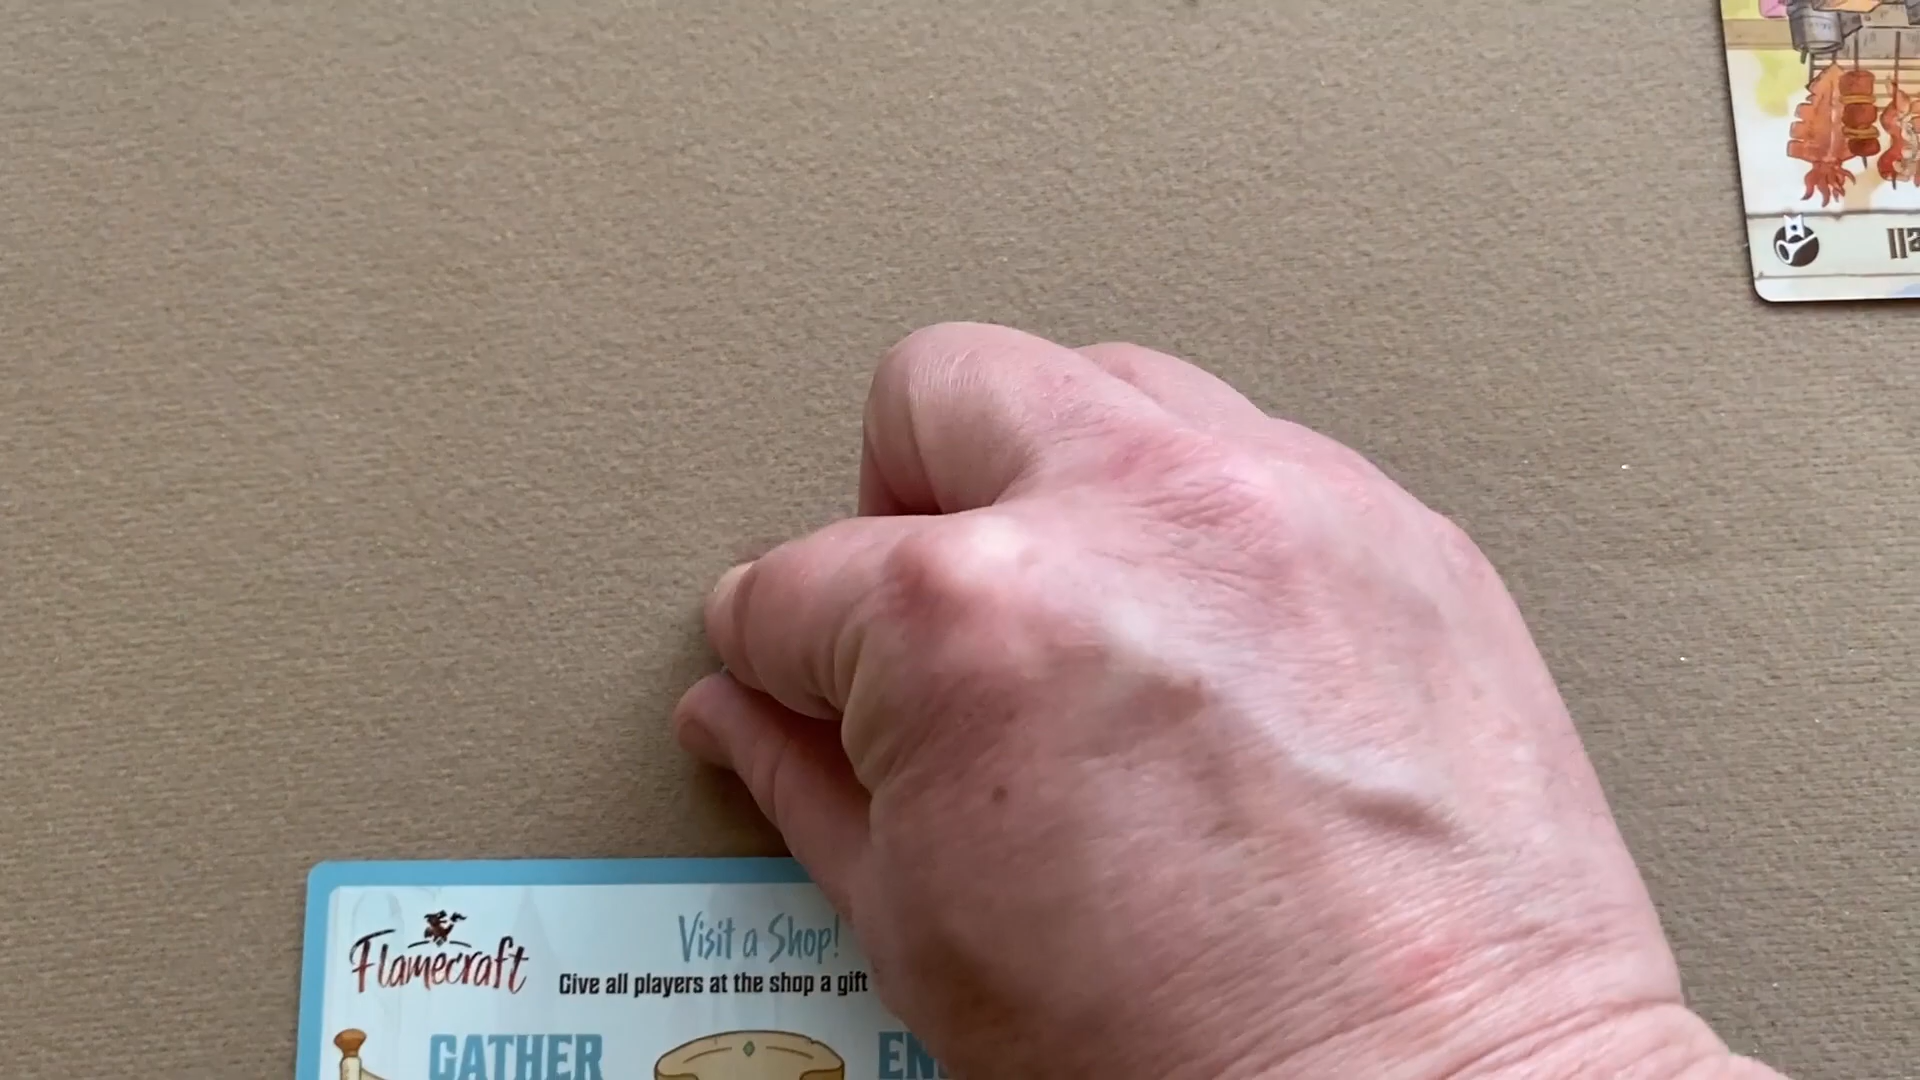 Flamecraft
Visit a Shop!
Give all players at the shop a gift
GATHER